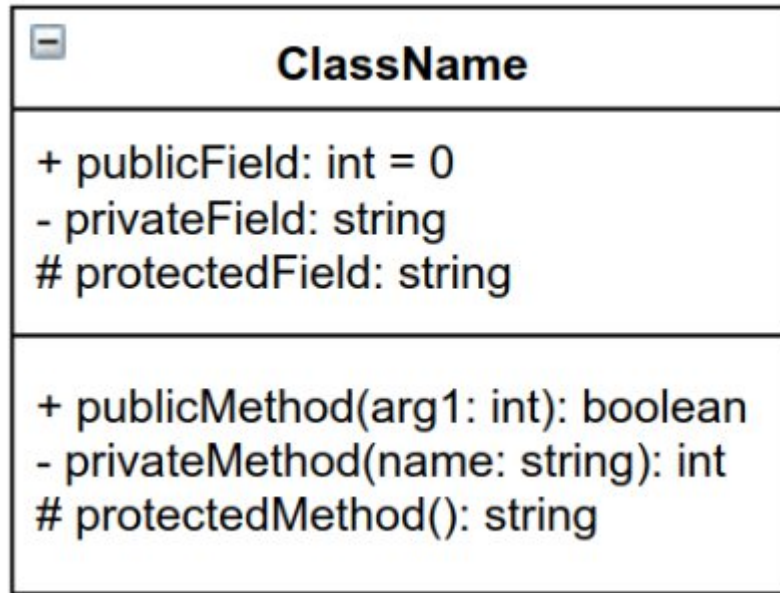 ClassName
+ publicField: int = 0
- privateField: string
# protectedField: string
+ publicMethod(arg1: int): boolean
- privateMethod(name: string): int
# protectedMethod(): string